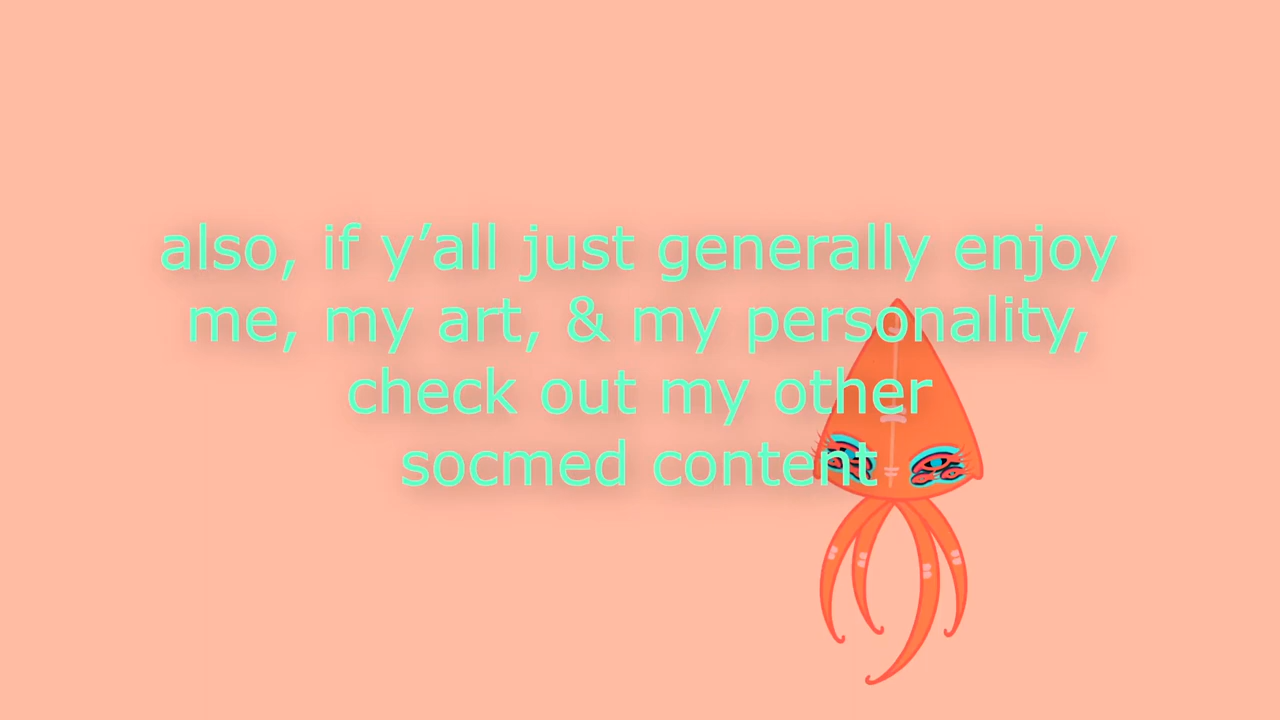 also, if y’all just generally enjoy
me, my art, & my personality,
check out my other
socmed content